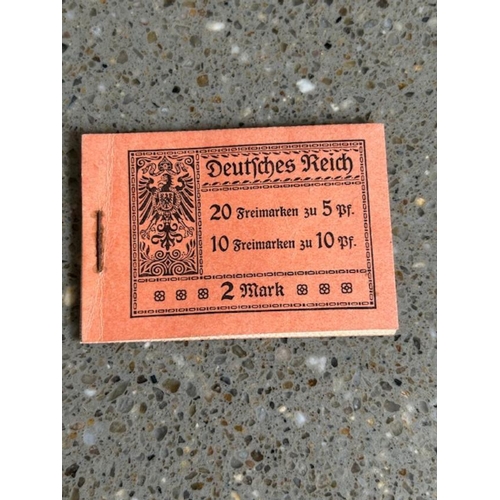 Deutsches Reich
20 Freimarken zu 5 Pf.
10 Freimarken zu 10 Pf.
2 Mark